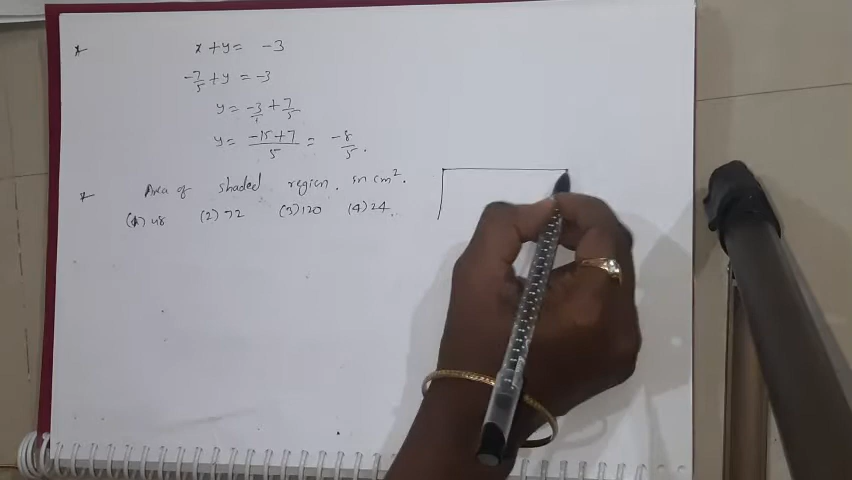 * x + y = -3
-7/5 + y = -3
y = -3/1 + 7/5
y = -15+7/5 = -8/5.
* Area of shaded region. in cm².
(1) 48 (2) 72 (3) 120 (4) 24.